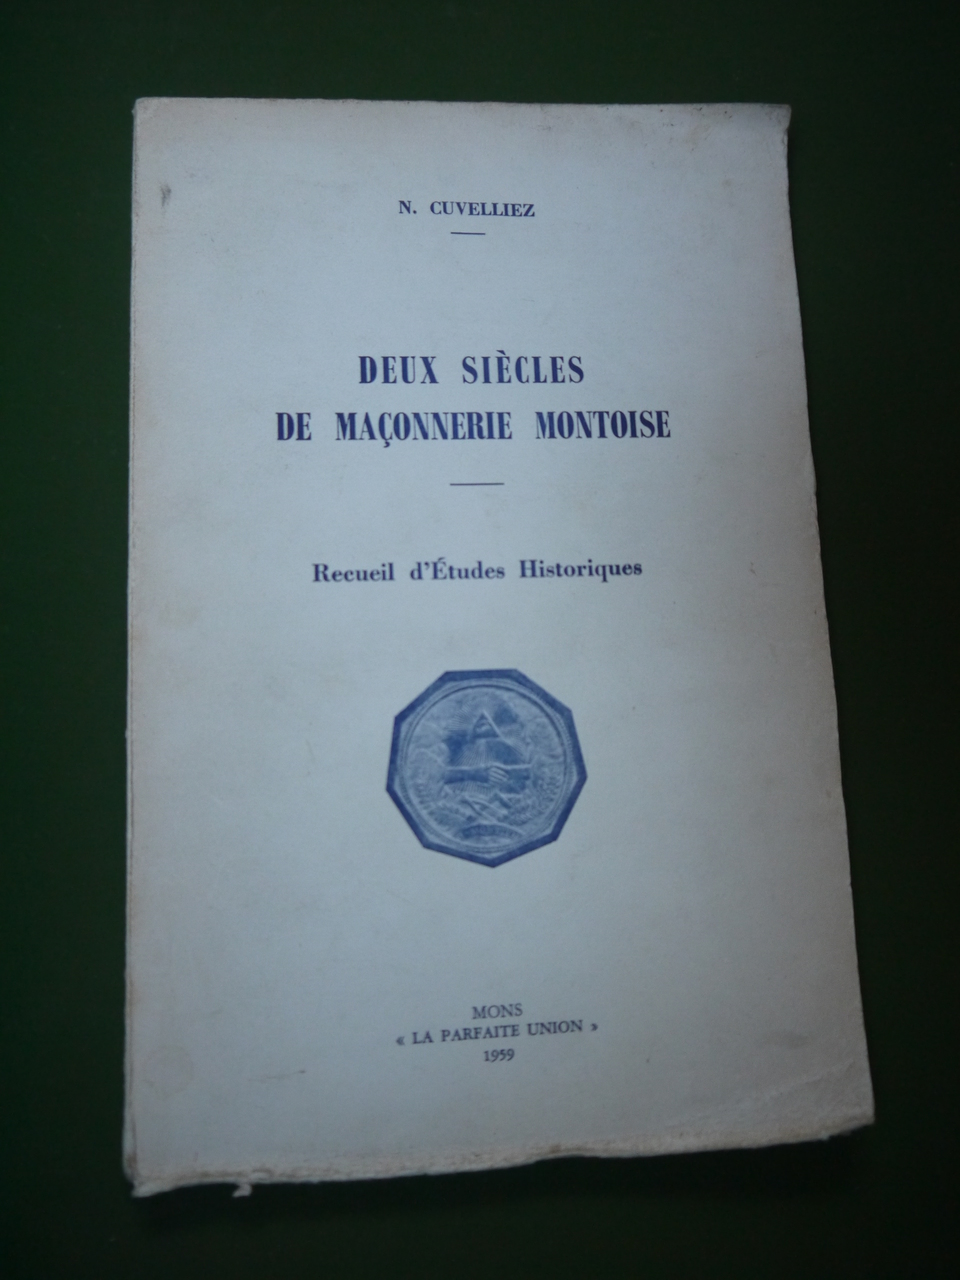 N. CUVELLIEZ
DEUX SIÈCLES
DE MAÇONNERIE MONTOISE
Recueil d'Études Historiques
MONS
« LA PARFAITE UNION »
1959